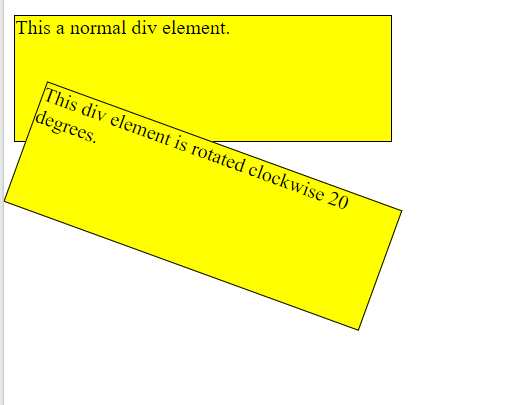 This a normal div element.
This div element is rotated clockwise 20
degrees.